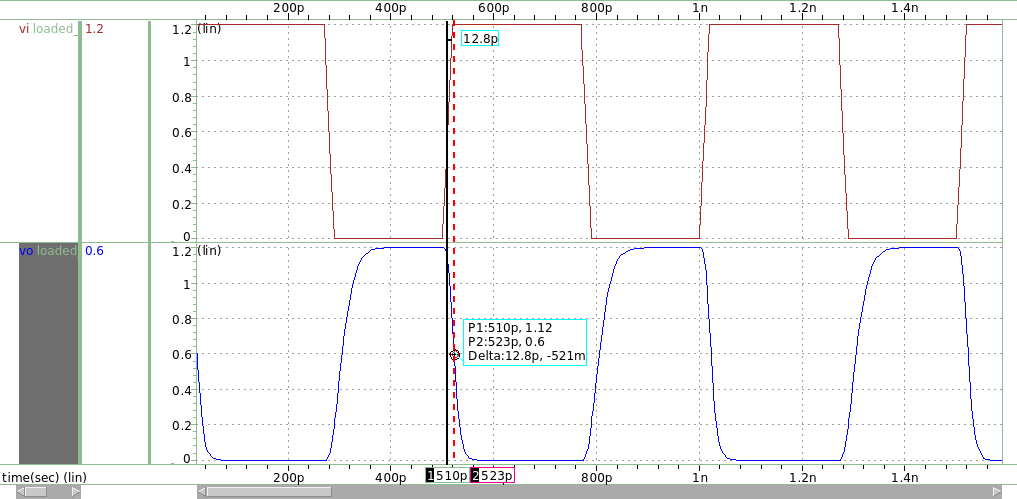 200p 400p 600p 800p 1n 1.2n 1.4n
vi loaded_ 1.2 1.2 (lin)
12.8p
1
0.8
0.6
0.4
0.2
0
vo loaded 0.6 1.2 (lin)
1
0.8
P1:510p, 1.12
P2:523p, 0.6
0.6
Delta:12.8p, -521m
0.4
0.2
0
time(sec) (lin) 200p 400p 1 510p 2 523p 800p 1n 1.2n 1.4n